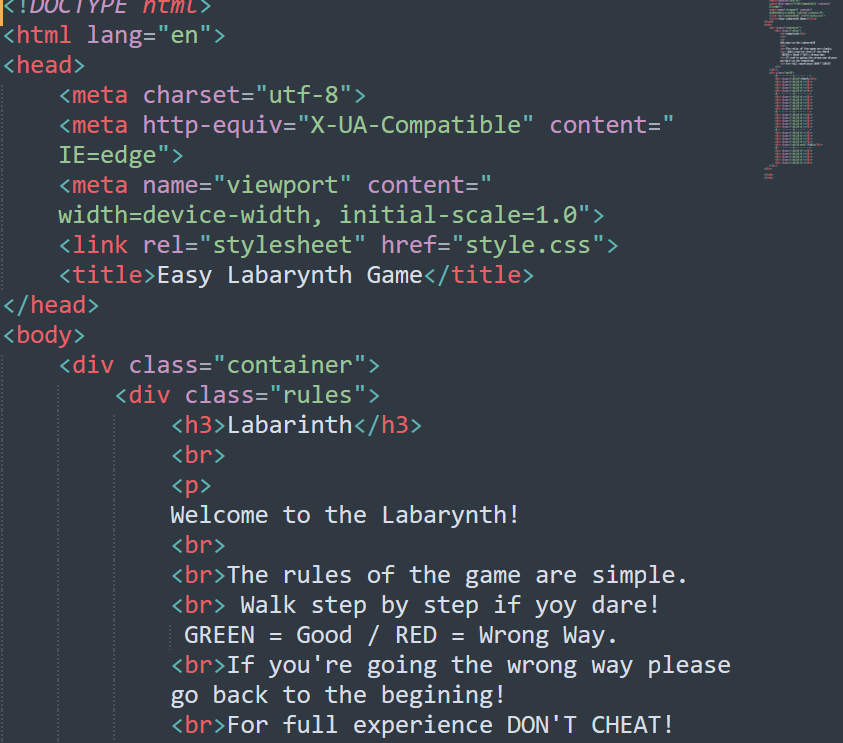 <!DOCTYPE html>
<html lang="en">
<head>
<meta charset="utf-8">
<meta http-equiv="X-UA-Compatible" content="
IE=edge">
<meta name="viewport" content="
width=device-width, initial-scale=1.0">
<link rel="stylesheet" href="style.css">
<title>Easy Labarynth Game</title>
</head>
<body>
<div class="container">
<div class="rules">
<h3>Labarinth</h3>
<br>
<p>
Welcome to the Labarynth!
<br>
<br>The rules of the game are simple.
<br> Walk step by step if yoy dare!
GREEN = Good / RED = Wrong Way.
<br>If you're going the wrong way please
go back to the begining!
<br>For full experience DON'T CHEAT!